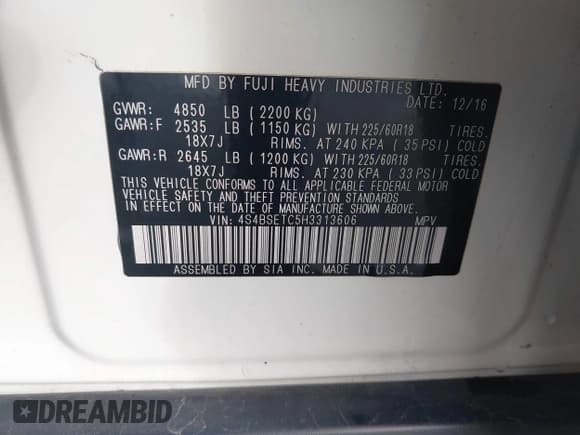 MFD BY FUJI HEAVY INDUSTRIES LTD.
DATE: 12/16
GVWR: 4850 LB ( 2200 KG)
GAWR:F 2535 LB ( 1150 KG) WITH 225/60R18 TIRES.
18X7J RIMS. AT 240 KPA ( 35 PSI) COLD
GAWR:R 2645 LB ( 1200 KG) WITH 225/60R18 TIRES.
18X7J RIMS. AT 230 KPA ( 33 PSI) COLD
THIS VEHICLE CONFORMS TO ALL APPLICABLE FEDERAL MOTOR
VEHICLE SAFETY AND THEFT PREVENTION STANDARDS
IN EFFECT ON THE DATE OF MANUFACTURE SHOWN ABOVE.
VIN: 4S4BSETC5H3313606 MPV
ASSEMBLED BY SIA INC. MADE IN U.S.A.
DREAMBID